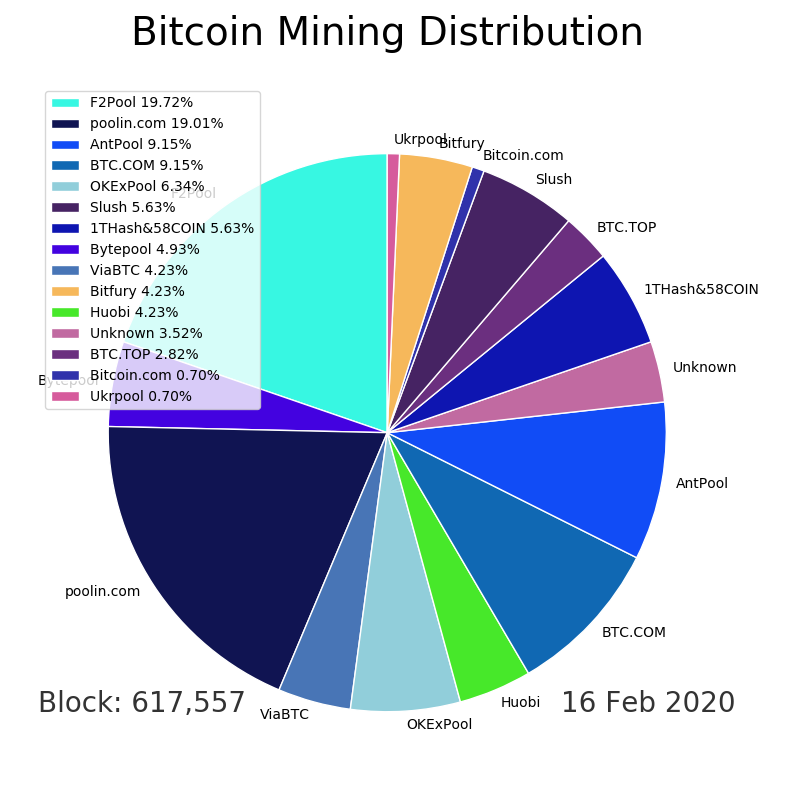 Bitcoin Mining Distribution
F2Pool 19.72%
poolin.com 19.01%
AntPool 9.15%
BTC.COM 9.15%
OKExPool 6.34%
Slush 5.63%
1THash&58COIN 5.63%
Bytepool 4.93%
ViaBTC 4.23%
Bitfury 4.23%
Huobi 4.23%
Unknown 3.52%
BTC.TOP 2.82%
Bitcoin.com 0.70%
Ukrpool 0.70%
Ukrpool
Bitfury
Bitcoin.com
Slush
BTC.TOP
1THash&58COIN
Unknown
AntPool
BTC.COM
Huobi
OKExPool
ViaBTC
poolin.com
Bytepool
F2Pool
Block: 617,557
16 Feb 2020